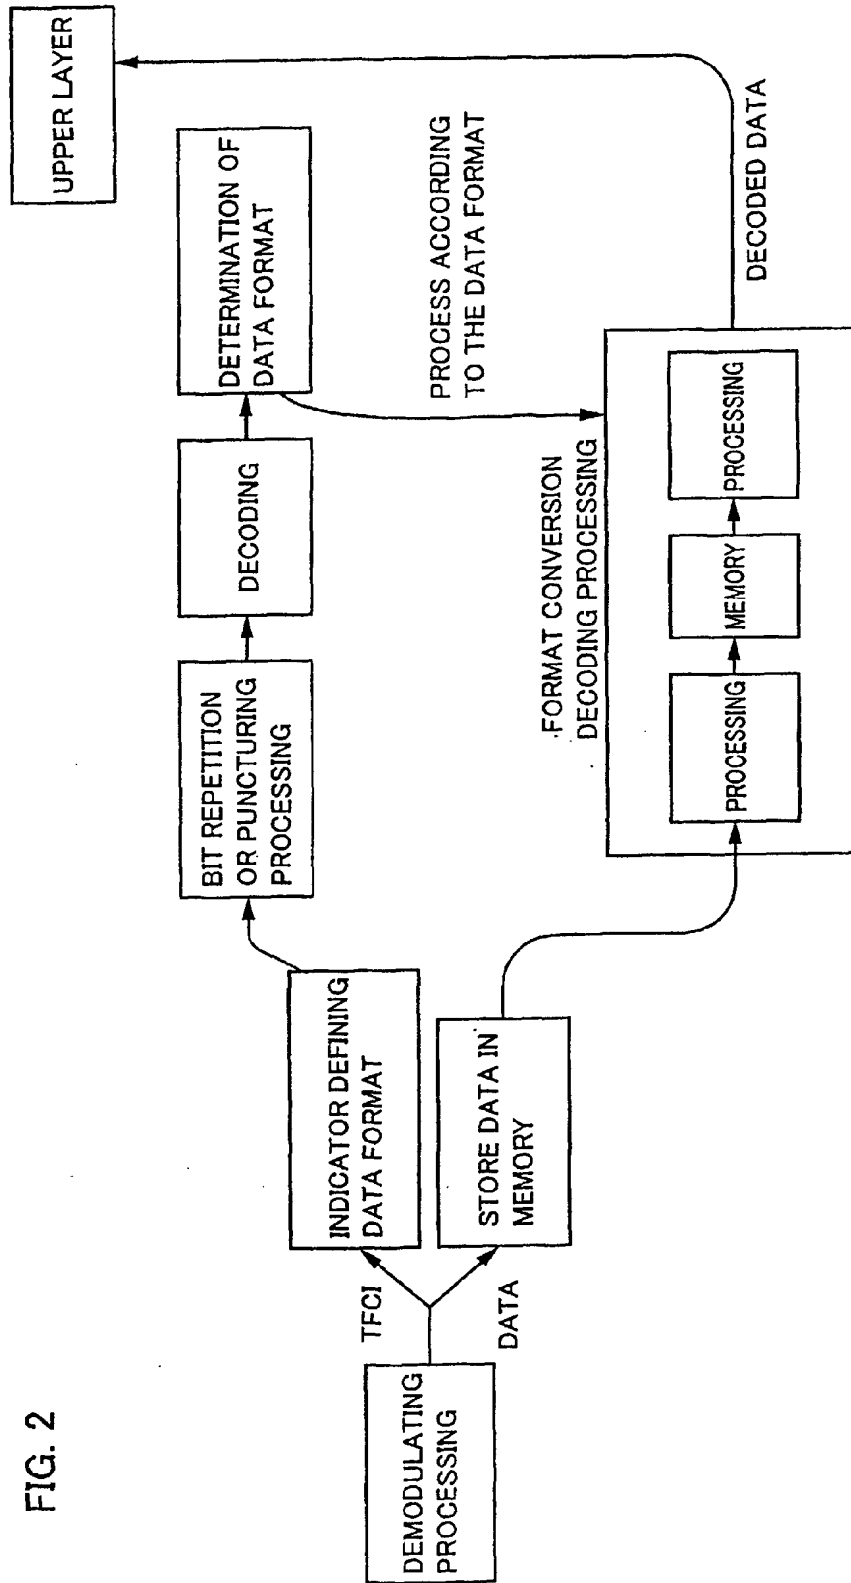 FIG. 2
DEMODULATING
PROCESSING
TFCI
DATA
INDICATOR DEFINING
DATA FORMAT
STORE DATA IN
MEMORY
BIT REPETITION
OR PUNCTURING
PROCESSING
DECODING
DETERMINATION OF
DATA FORMAT
UPPER LAYER
PROCESS ACCORDING
TO THE DATA FORMAT
FORMAT CONVERSION
DECODING PROCESSING
PROCESSING
MEMORY
PROCESSING
DECODED DATA